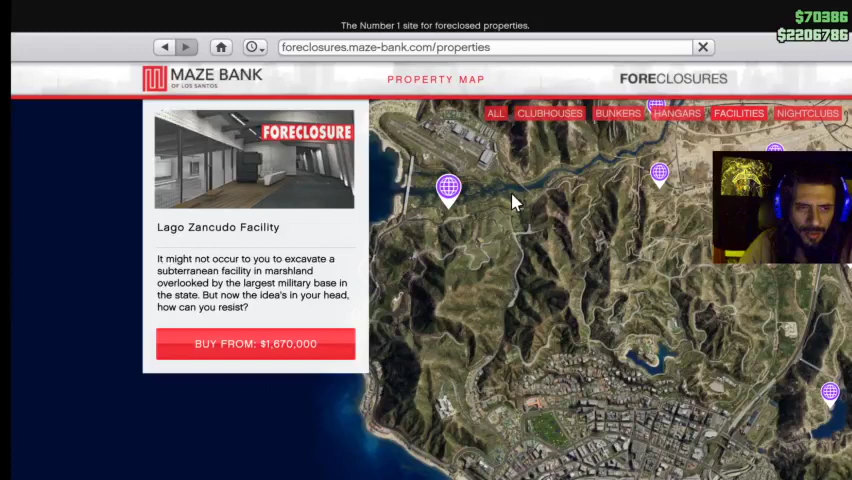 $70386
The Number 1 site for foreclosed properties.
$2206786
foreclosures.maze-bank.com/properties
MAZE BANK
OF LOS SANTOS
PROPERTY MAP
FORECLOSURES
ALL
CLUBHOUSES
BUNKERS
HANGARS
FACILITIES
NIGHTCLUBS
FORECLOSURE
Lago Zancudo Facility
It might not occur to you to excavate a
subterranean facility in marshland
overlooked by the largest military base in
the state. But now the idea's in your head,
how can you resist?
BUY FROM: $1,670,000